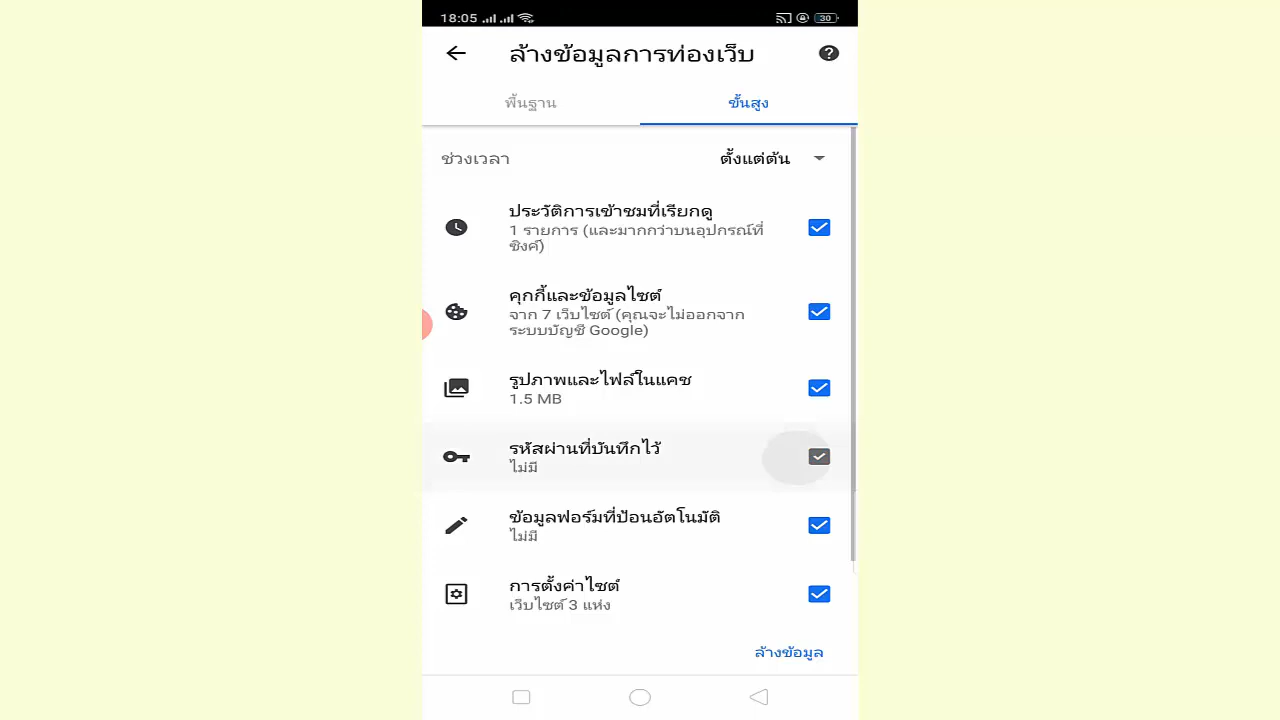 18:05
30
ล้างข้อมูลการท่องเว็บ
พื้นฐาน
ขั้นสูง
ช่วงเวลา
ตั้งแต่ต้น
ประวัติการเข้าชมที่เรียกดู
1 รายการ (และมากกว่าบนอุปกรณ์ที่
ซิงค์)
คุกกี้และข้อมูลไซต์
จาก 7 เว็บไซต์ (คุณจะไม่ออกจาก
ระบบบัญชี Google)
รูปภาพและไฟล์ในแคช
1.5 MB
รหัสผ่านที่บันทึกไว้
ไม่มี
ข้อมูลฟอร์มที่ป้อนอัตโนมัติ
ไม่มี
การตั้งค่าไซต์
เว็บไซต์ 3 แห่ง
ล้างข้อมูล